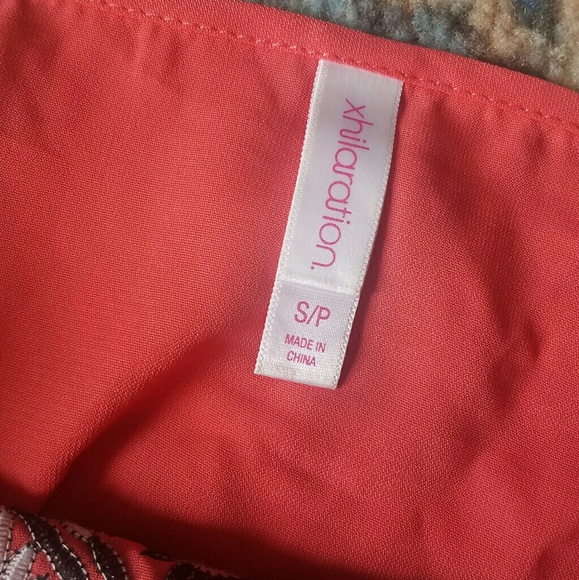 xhilaration.
S/P
MADE IN
CHINA